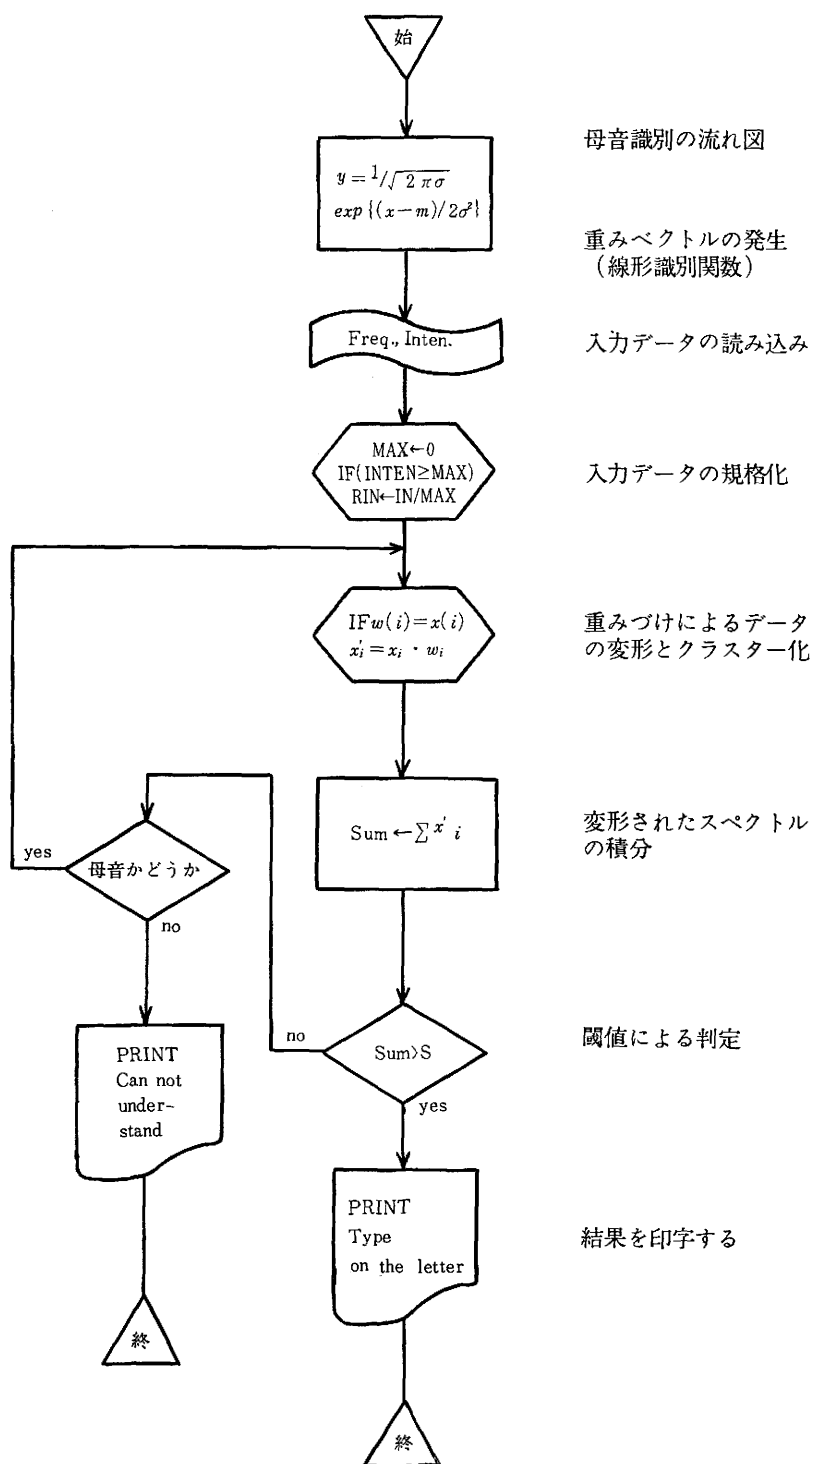 始
母音識別の流れ図
y = 1/√2πσ
exp{(x−m)/2σ²}
重みベクトルの発生
（線形識別関数）
Freq., Inten.
入力データの読み込み
MAX←0
IF(INTEN≥MAX)
RIN←IN/MAX
入力データの規格化
IFw(i)=x(i)
x'i=xi・wi
重みづけによるデータ
の変形とクラスター化
Sum←∑x' i
変形されたスペクトル
の積分
yes
母音かどうか
no
no
Sum>S
閾値による判定
yes
PRINT
Can not
under-
stand
PRINT
Type
on the letter
結果を印字する
終
終